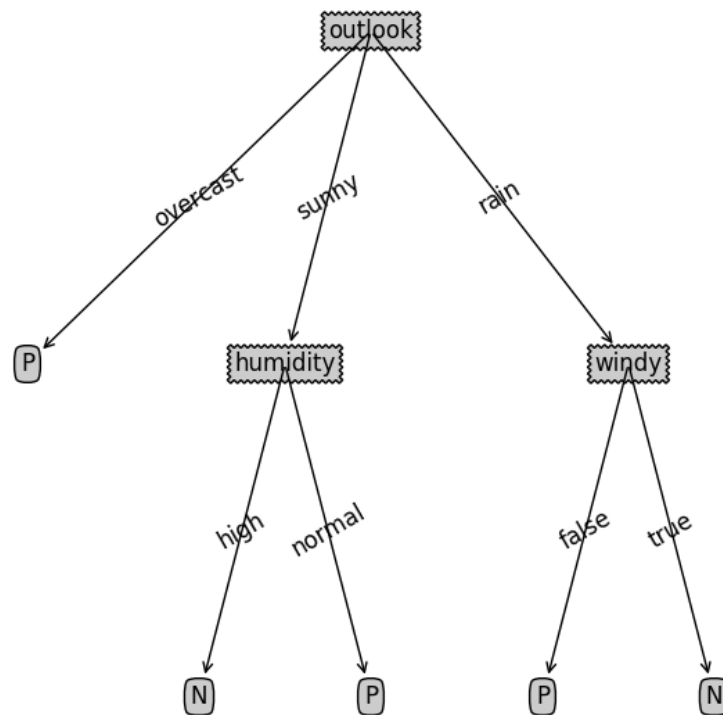 outlook
overcast
sunny
rain
P
humidity
windy
high
normal
false
true
N
P
P
N